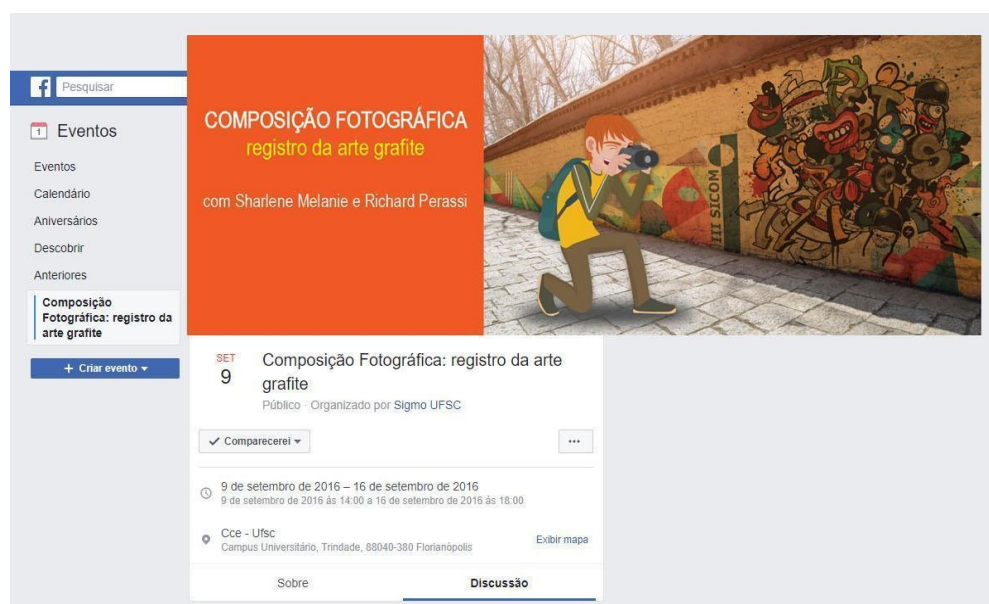 COMPOSIÇÃO FOTOGRÁFICA
registro da arte grafite
com Sharlene Melanie e Richard Perassi
III SICOM
f
Pesquisar
1
Eventos
Eventos
Calendário
Aniversários
Descobrir
Anteriores
Composição
Fotográfica: registro da
arte grafite
+ Criar evento
SET
9
Composição Fotográfica: registro da arte
grafite
Público · Organizado por Sigmo UFSC
Comparecerei
...
9 de setembro de 2016 – 16 de setembro de 2016
9 de setembro de 2016 às 14:00 a 16 de setembro de 2016 às 18:00
Cce - Ufsc
Campus Universitário, Trindade, 88040-380 Florianópolis
Exibir mapa
Sobre
Discussão